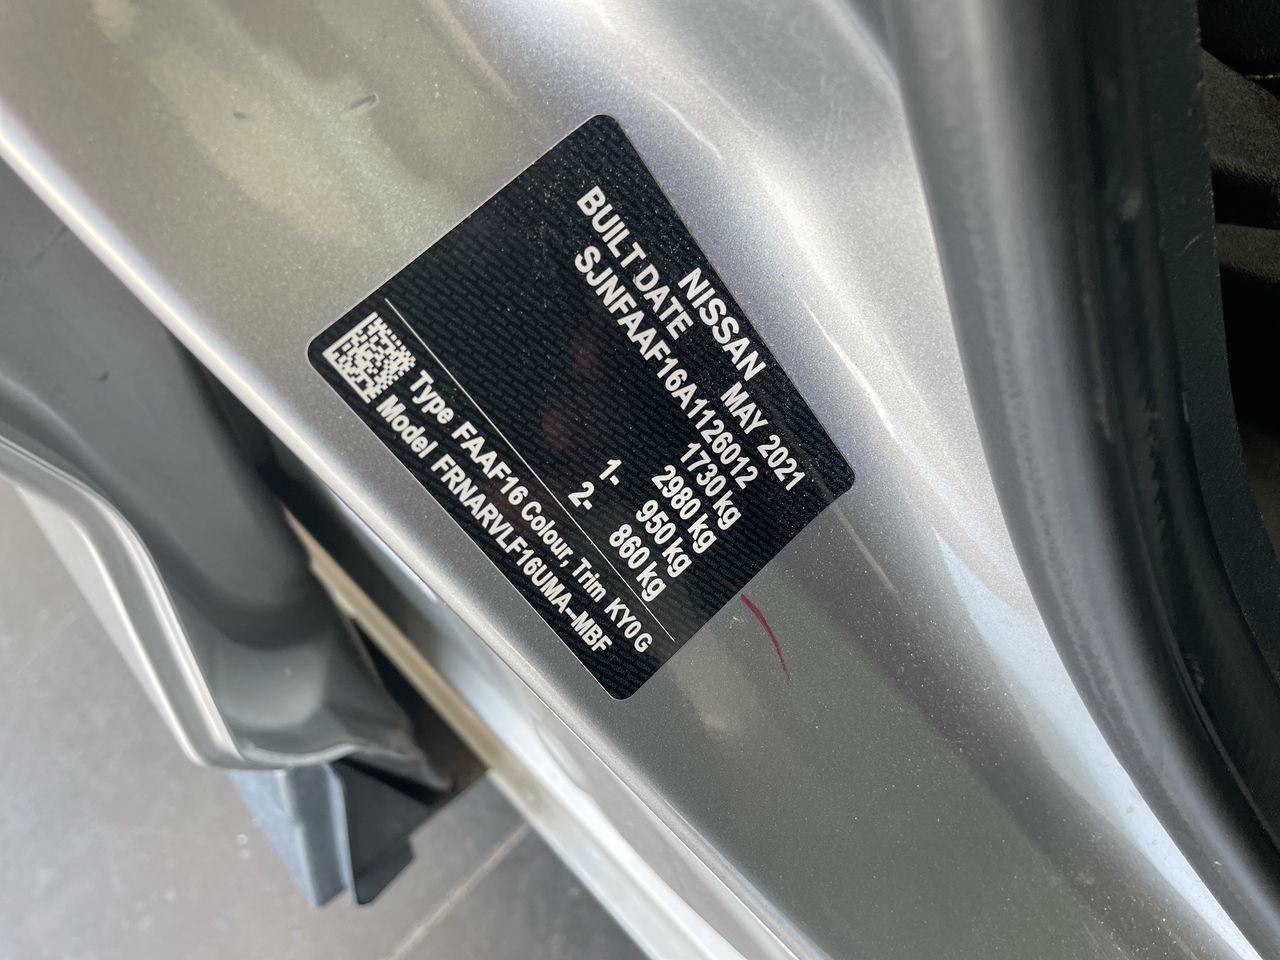 NISSAN
BUILT DATE MAY 2021
SJNFAAF16A1126012
1730 kg
2980 kg
1- 950 kg
2- 860 kg
Type FAAF16 Colour, Trim KY0 G
Model FRNARVLF16UMA-MBF